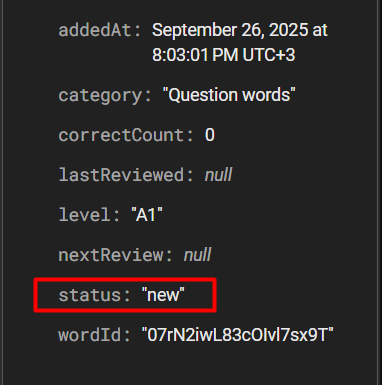 addedAt: September 26, 2025 at
8:03:01 PM UTC+3
category: "Question words"
correctCount: 0
lastReviewed: null
level: "A1"
nextReview: null
status: "new"
wordId: "07rN2iwL83cOIvl7sx9T"